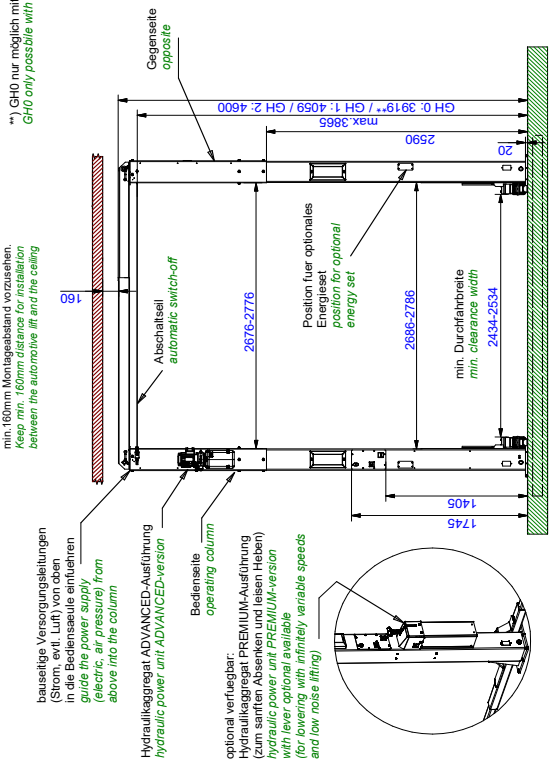 **) GH0 nur möglich mit
GH0 only possbile with
min.160mm Montageabstand vorzusehen.
Keep min. 160mm distance for installation
between the automotive lift and the ceiling
160
Gegenseite
opposite
GH 0: 3919** / GH 1: 4059 / GH 2: 4600
max.3865
2590
20
Abschaltseil
automatic switch-off
2676-2776
Position fuer optionales
Energieset
position for optional
energy set
2686-2786
min. Durchfahrbreite
min. clearance width
2434-2534
1405
1745
bauseitige Versorgungsleitungen
(Strom, evtl. Luft) von oben
in die Bediensaeule einfuehren
guide the power supply
(electric, air pressure) from
above into the column
Hydraulikaggregat ADVANCED-Ausführung
hydraulic power unit ADVANCED-version
Bedienseite
operating column
optional verfuegbar:
Hydraulikaggregat PREMIUM-Ausführung
(zum sanften Absenken und leisen Heben)
hydraulic power unit PREMIUM-version
with lever optional available
(for lowering with infinitely variable speeds
and low noise lifting)